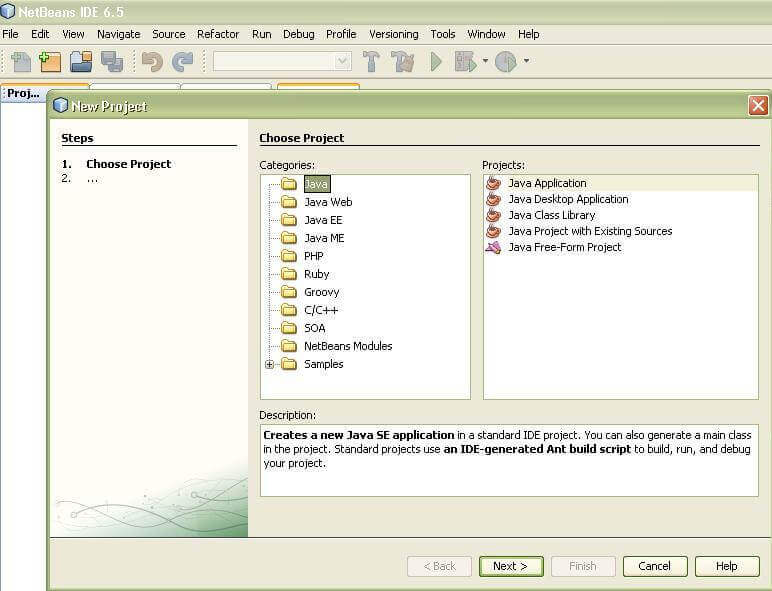 NetBeans IDE 6.5
File Edit View Navigate Source Refactor Run Debug Profile Versioning Tools Window Help
Proj...
New Project
Steps
1. Choose Project
2. ...
Choose Project
Categories:
Java
Java Web
Java EE
Java ME
PHP
Ruby
Groovy
C/C++
SOA
NetBeans Modules
Samples
Projects:
Java Application
Java Desktop Application
Java Class Library
Java Project with Existing Sources
Java Free-Form Project
Description:
Creates a new Java SE application in a standard IDE project. You can also generate a main class
in the project. Standard projects use an IDE-generated Ant build script to build, run, and debug
your project.
< Back Next > Finish Cancel Help